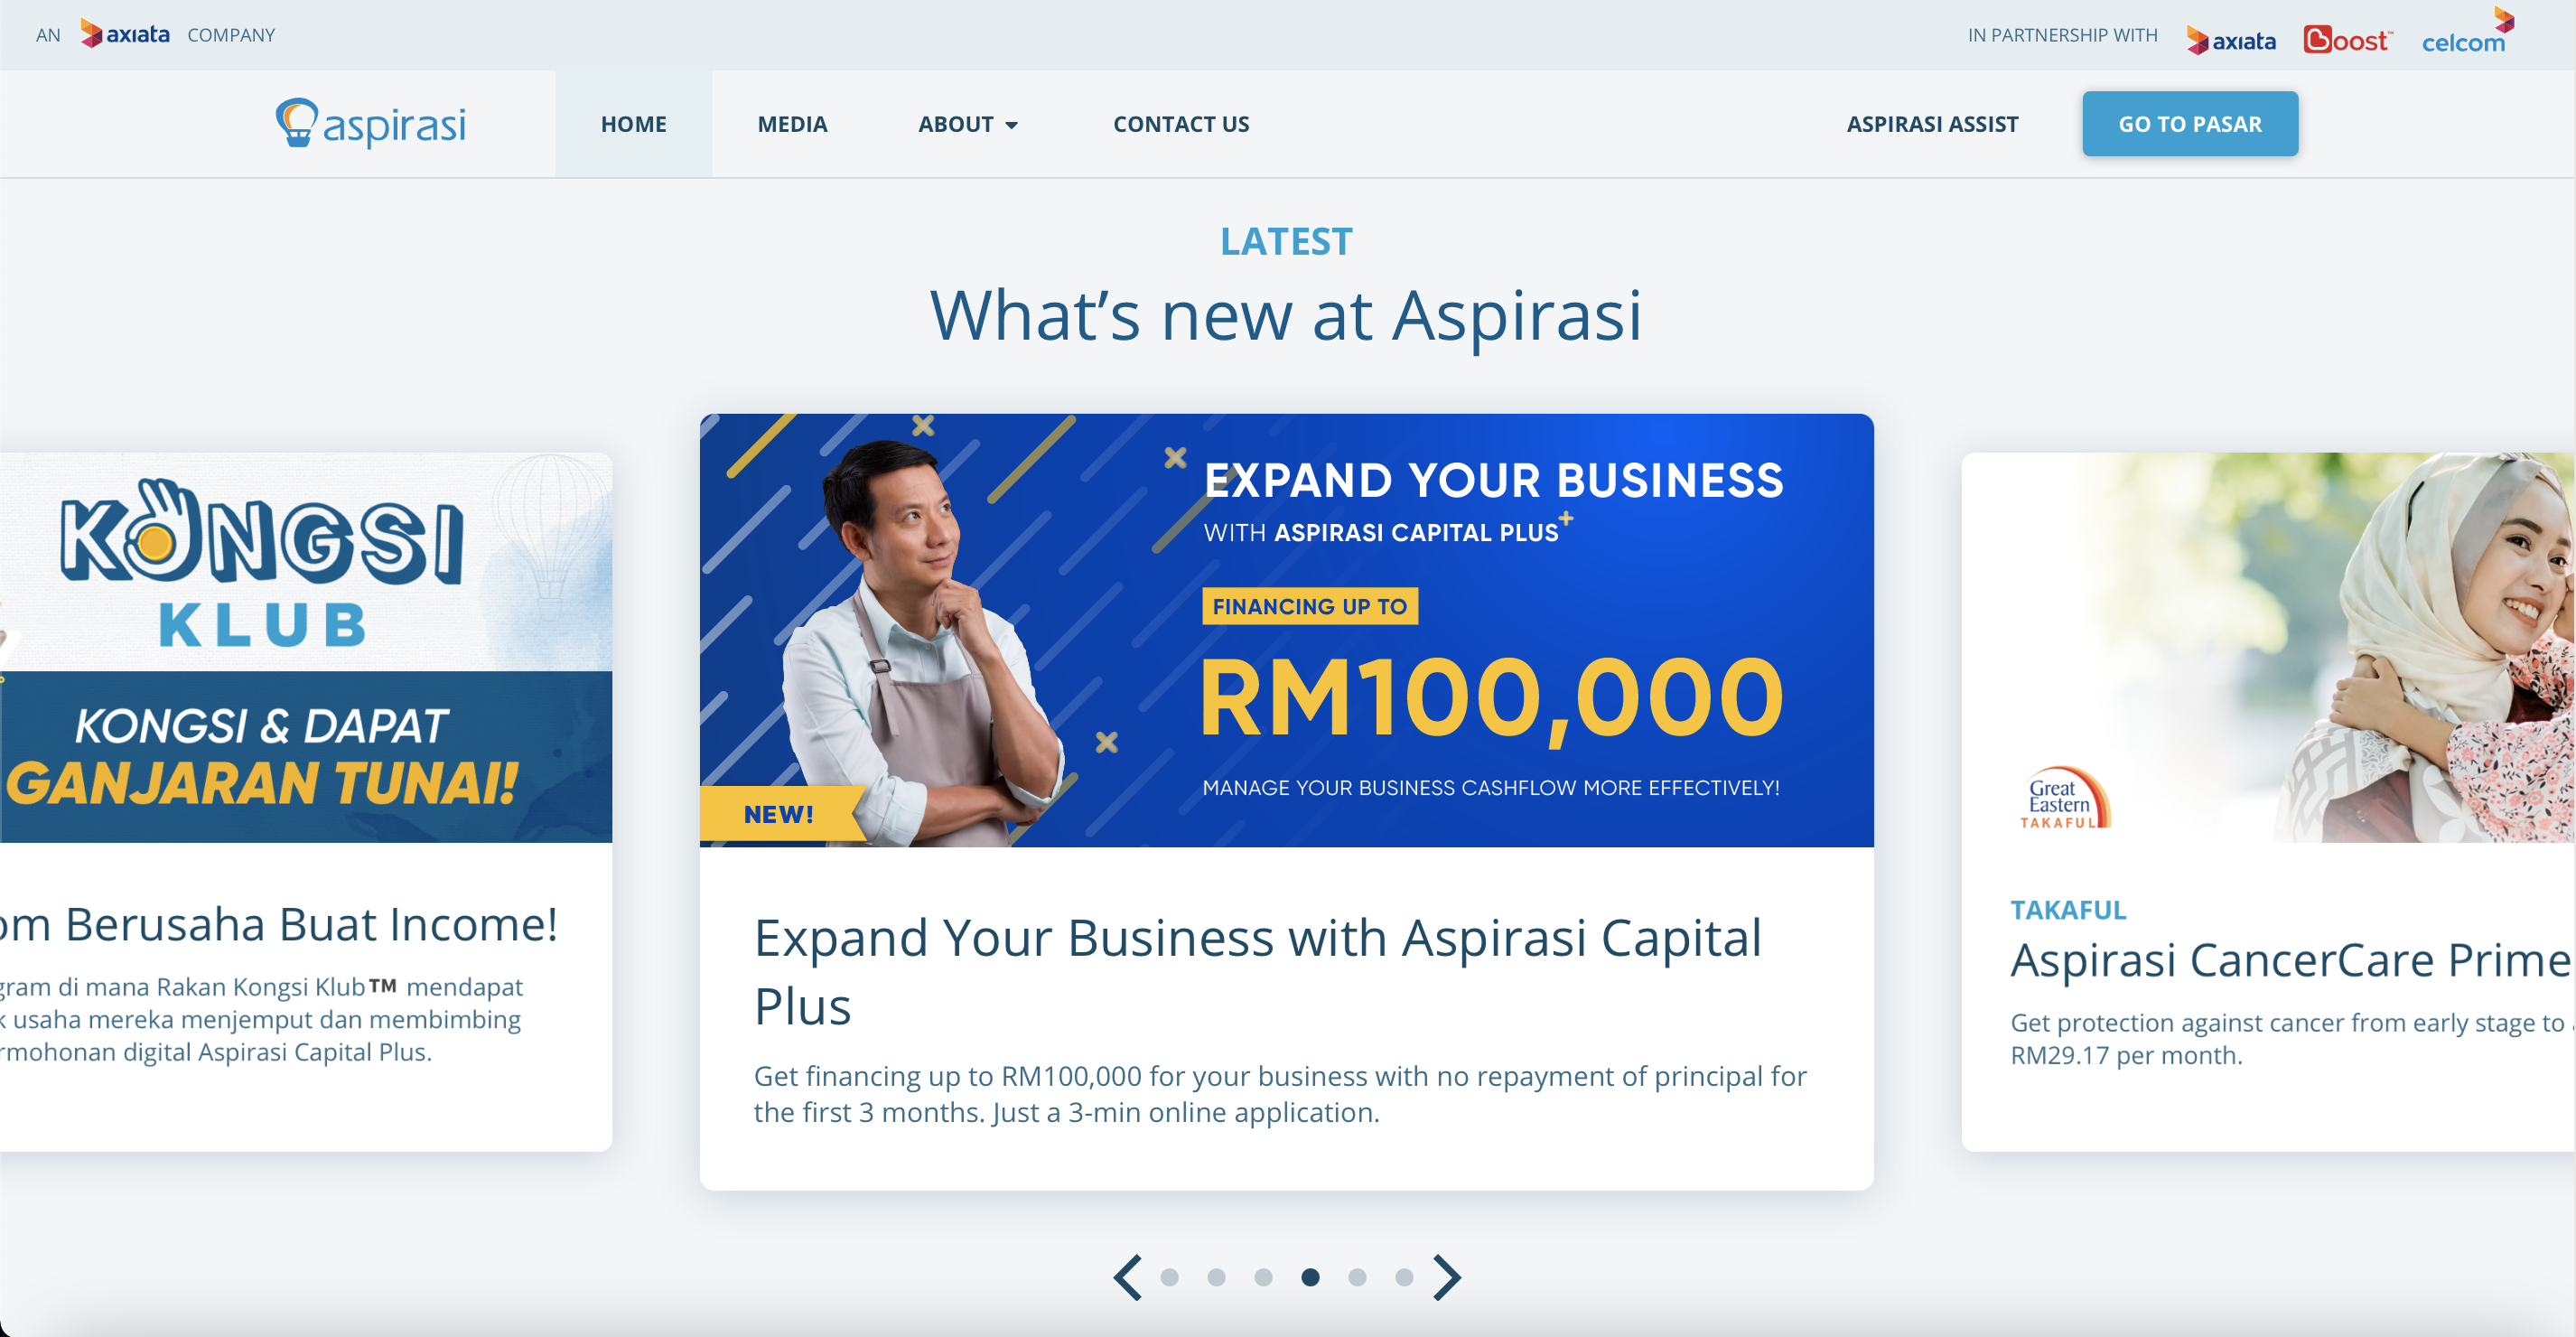 AN axiata COMPANY
IN PARTNERSHIP WITH axiata Boost™ celcom
aspirasi
HOME MEDIA ABOUT CONTACT US
ASPIRASI ASSIST GO TO PASAR
LATEST
What's new at Aspirasi
KONGSI
KLUB
KONGSI & DAPAT
GANJARAN TUNAI!
om Berusaha Buat Income!
gram di mana Rakan Kongsi Klub™ mendapat
k usaha mereka menjemput dan membimbing
rmohonan digital Aspirasi Capital Plus.
EXPAND YOUR BUSINESS
WITH ASPIRASI CAPITAL PLUS+
FINANCING UP TO
RM100,000
MANAGE YOUR BUSINESS CASHFLOW MORE EFFECTIVELY!
NEW!
Expand Your Business with Aspirasi Capital
Plus
Get financing up to RM100,000 for your business with no repayment of principal for
the first 3 months. Just a 3-min online application.
Great
Eastern
TAKAFUL
TAKAFUL
Aspirasi CancerCare Prime
Get protection against cancer from early stage to
RM29.17 per month.